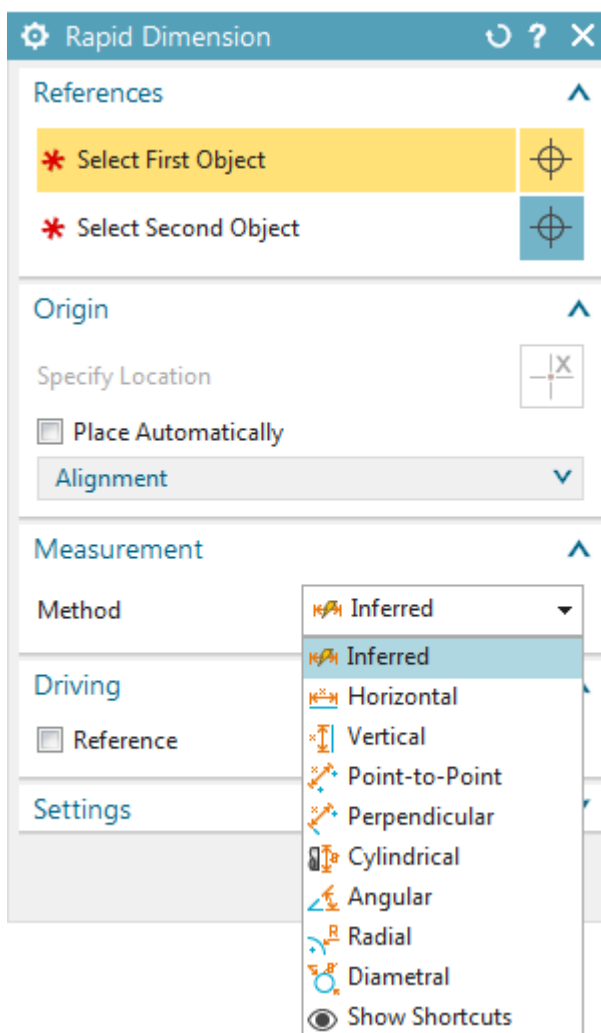 Rapid Dimension
References
* Select First Object
* Select Second Object
Origin
Specify Location
Place Automatically
Alignment
Measurement
Method Inferred
Inferred
Driving
Horizontal
Reference
Vertical
Point-to-Point
Settings
Perpendicular
Cylindrical
Angular
Radial
Diametral
Show Shortcuts